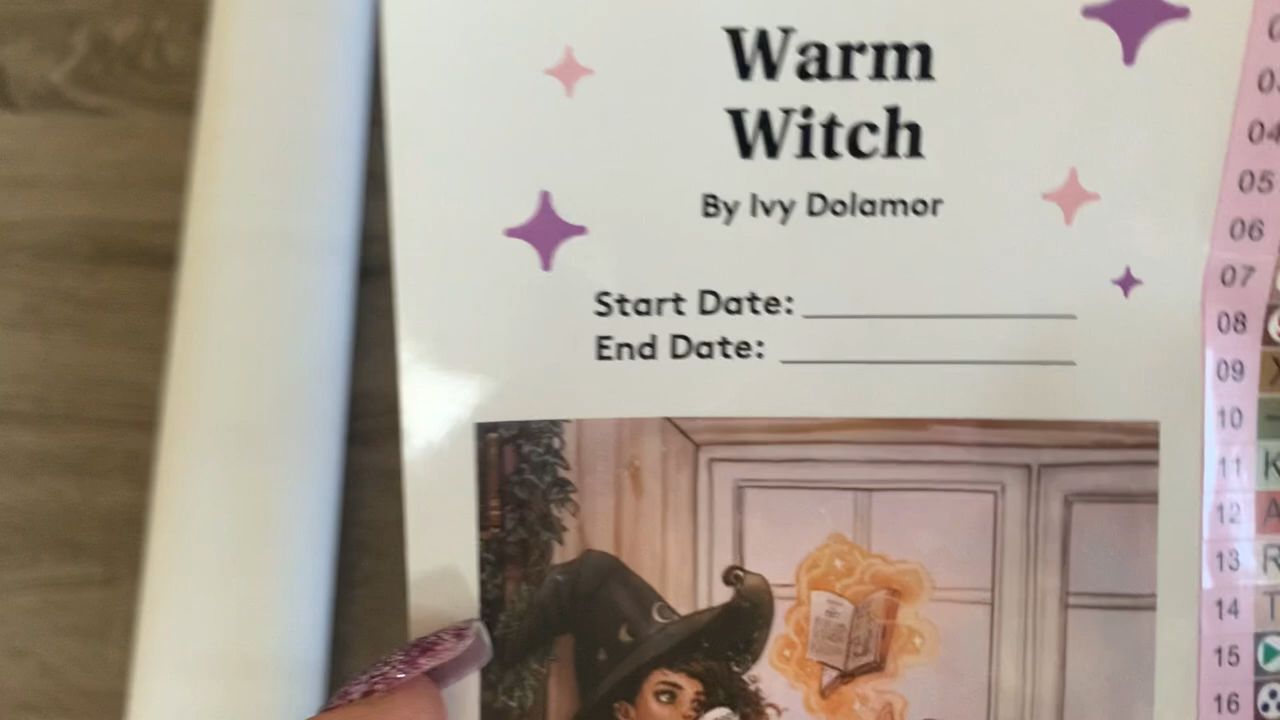 Warm
Witch
By Ivy Dolamor
Start Date:
End Date:
04
05
06
07
08
09
10
11 K
12 A
13 R
14 T
15
16